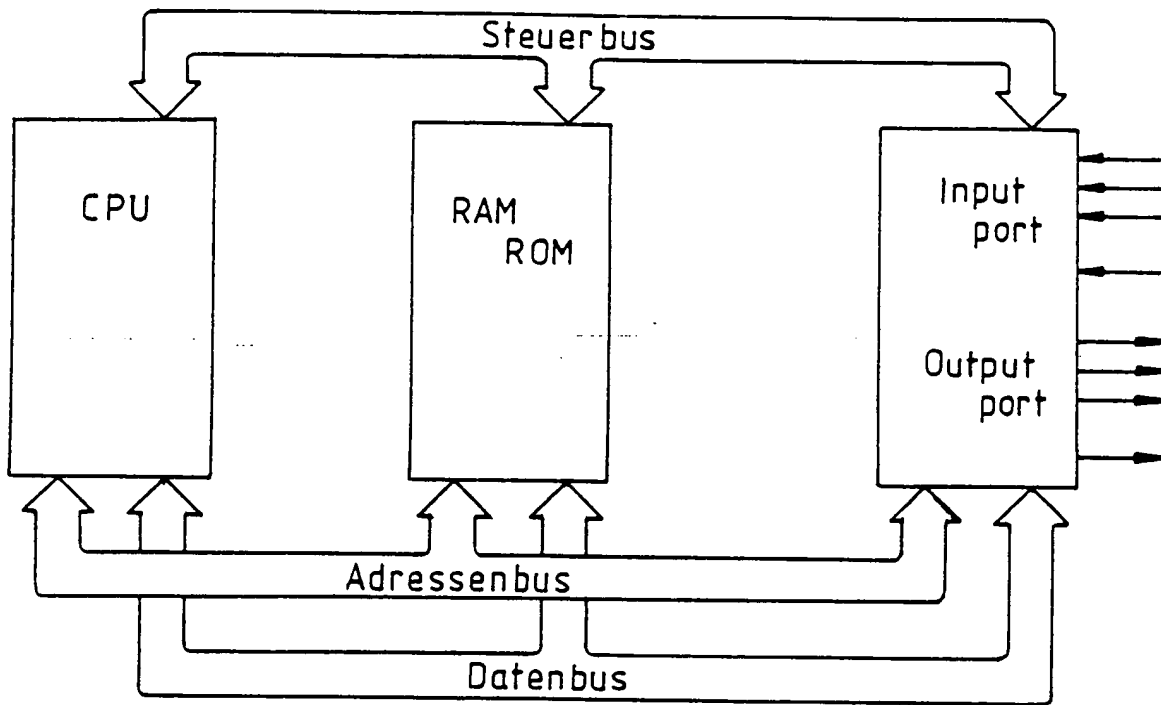 Steuerbus
CPU
RAM
ROM
Input
port
Output
port
Adressenbus
Datenbus